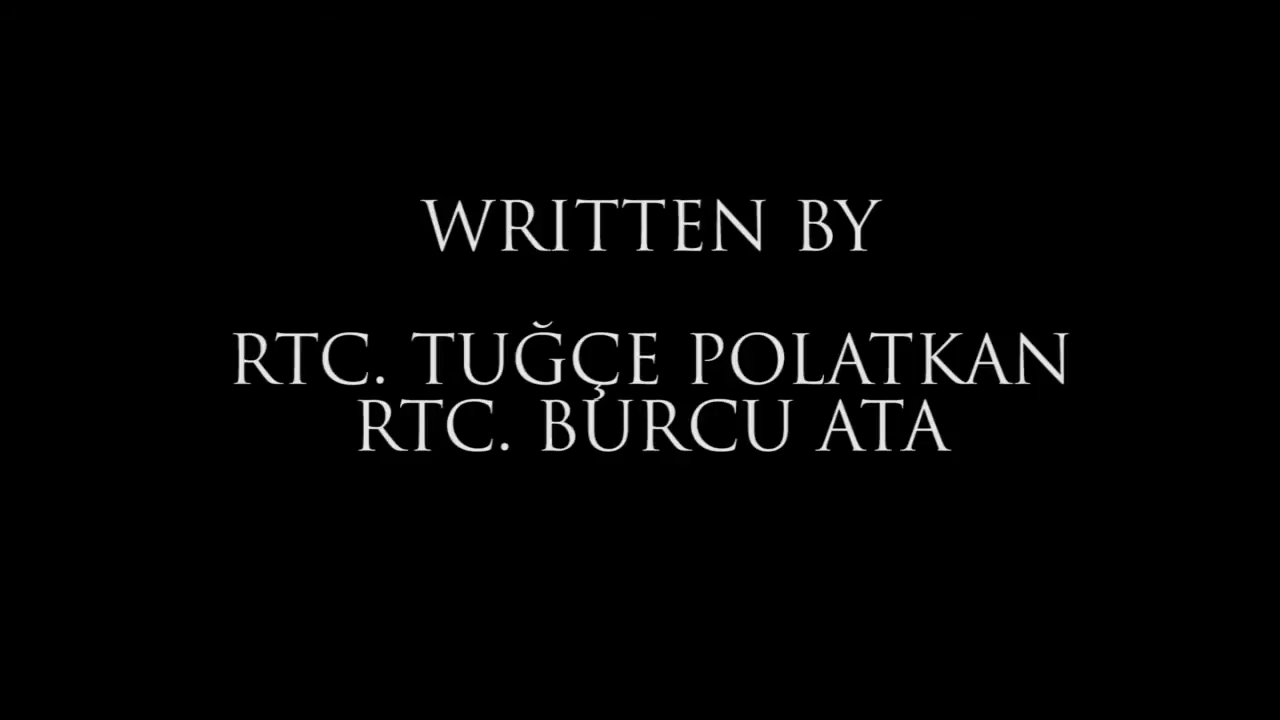 WRITTEN BY
RTC. TUĞÇE POLATKAN
RTC. BURCU ATA